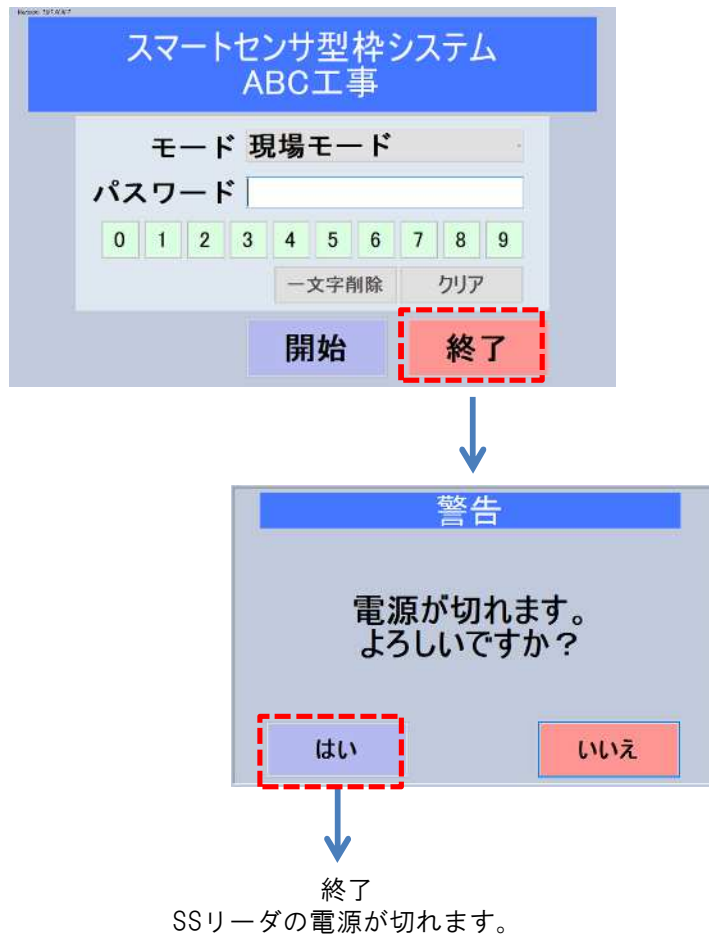 スマートセンサ型枠システム
ABC工事
モード 現場モード
パスワード
0 1 2 3 4 5 6 7 8 9
一文字削除 クリア
開始 終了
警告
電源が切れます。
よろしいですか？
はい いいえ
終了
SSリーダの電源が切れます。